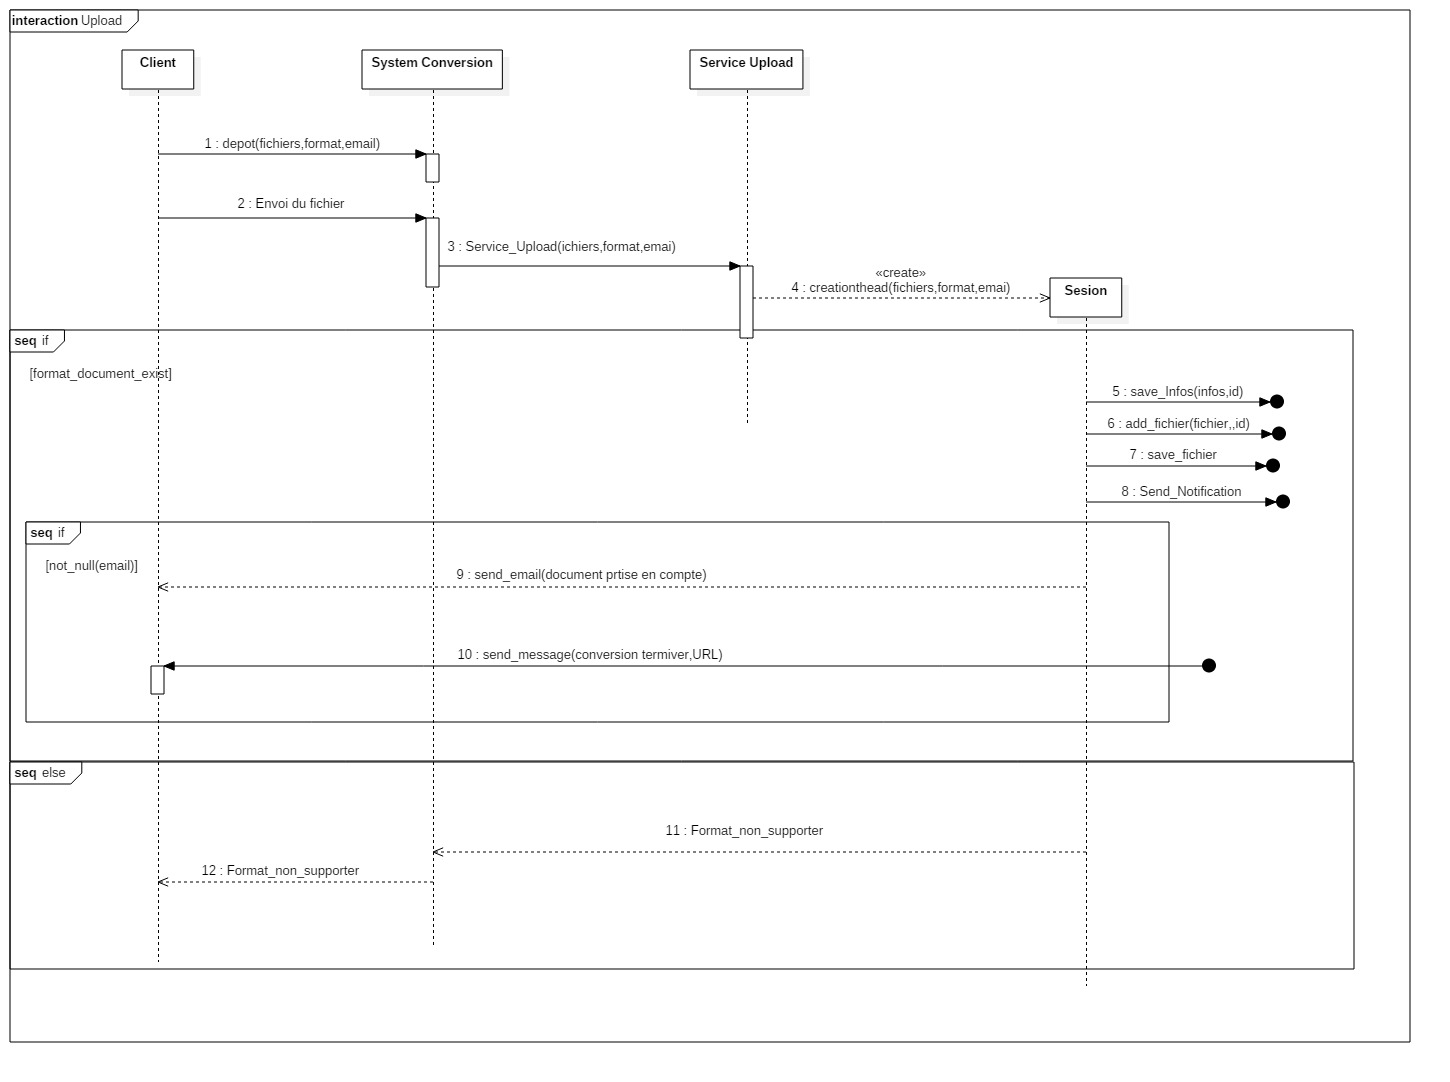 interaction Upload
Client
System Conversion
Service Upload
1 : depot(fichiers,format,email)
2 : Envoi du fichier
3 : Service_Upload(ichiers,format,emai)
«create»
4 : creationthead(fichiers,format,emai)
Sesion
seq if
[format_document_exist]
5 : save_Infos(infos,id)
6 : add_fichier(fichier,,id)
7 : save_fichier
8 : Send_Notification
seq if
[not_null(email)]
9 : send_email(document prtise en compte)
10 : send_message(conversion termiver,URL)
seq else
11 : Format_non_supporter
12 : Format_non_supporter